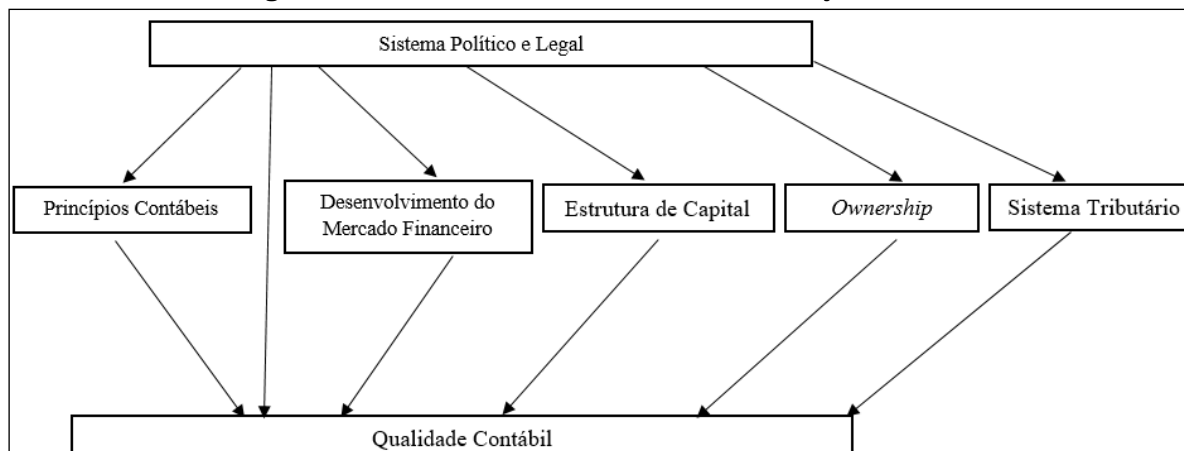 Sistema Político e Legal
Princípios Contábeis
Desenvolvimento do
Mercado Financeiro
Estrutura de Capital
Ownership
Sistema Tributário
Qualidade Contábil